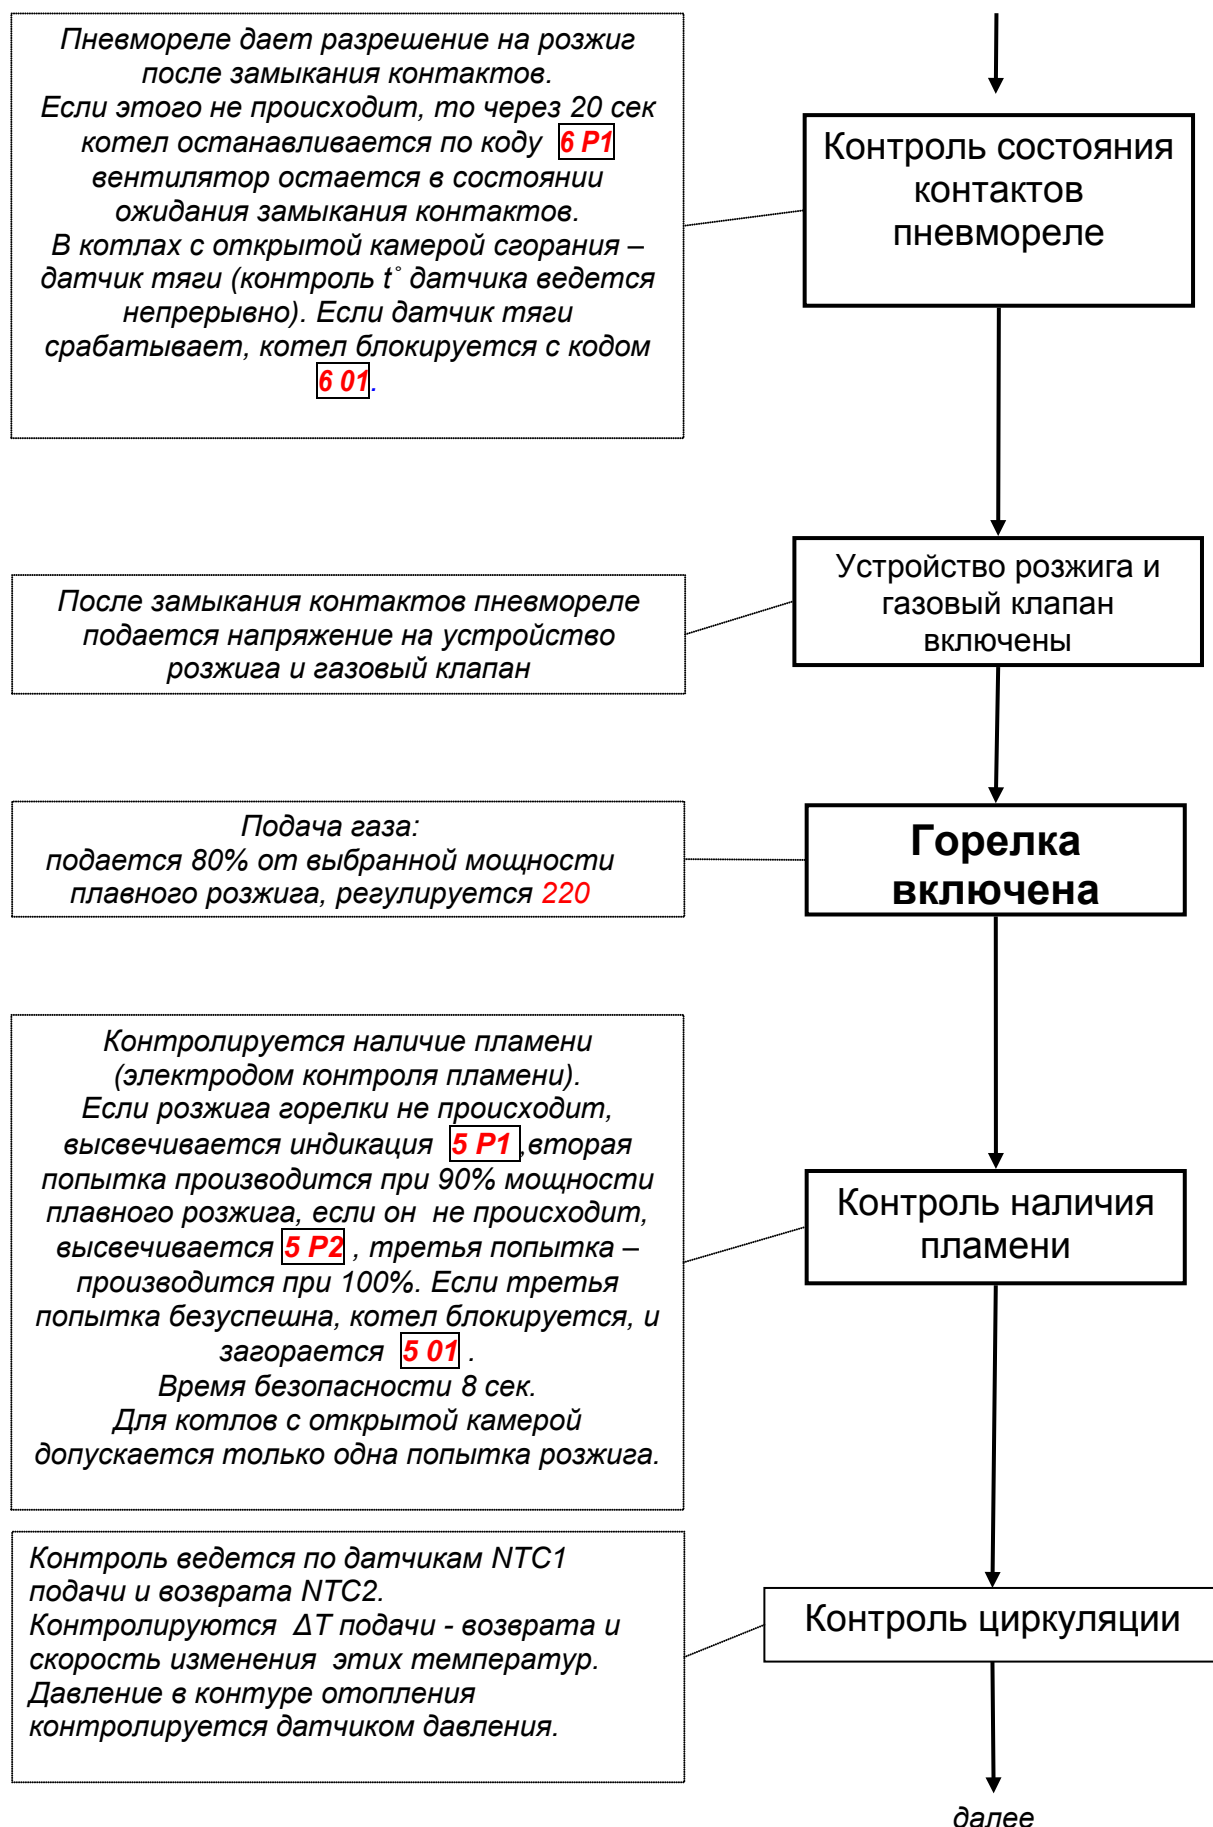 Пневмореле дает разрешение на розжиг
после замыкания контактов.
Если этого не происходит, то через 20 сек
котел останавливается по коду 6 P1
вентилятор остается в состоянии
ожидания замыкания контактов.
В котлах с открытой камерой сгорания –
датчик тяги (контроль t˚ датчика ведется
непрерывно). Если датчик тяги
срабатывает, котел блокируется с кодом
6 01.
Контроль состояния
контактов
пневмореле
После замыкания контактов пневмореле
подается напряжение на устройство
розжига и газовый клапан
Устройство розжига и
газовый клапан
включены
Подача газа:
подается 80% от выбранной мощности
плавного розжига, регулируется 220
Горелка
включена
Контролируется наличие пламени
(электродом контроля пламени).
Если розжига горелки не происходит,
высвечивается индикация 5 P1 ,вторая
попытка производится при 90% мощности
плавного розжига, если он не происходит,
высвечивается 5 P2 , третья попытка –
производится при 100%. Если третья
попытка безуспешна, котел блокируется, и
загорается 5 01 .
Время безопасности 8 сек.
Для котлов с открытой камерой
допускается только одна попытка розжига.
Контроль наличия
пламени
Контроль ведется по датчикам NTC1
подачи и возврата NTC2.
Контролируются ΔT подачи - возврата и
скорость изменения этих температур.
Давление в контуре отопления
контролируется датчиком давления.
Контроль циркуляции
далее